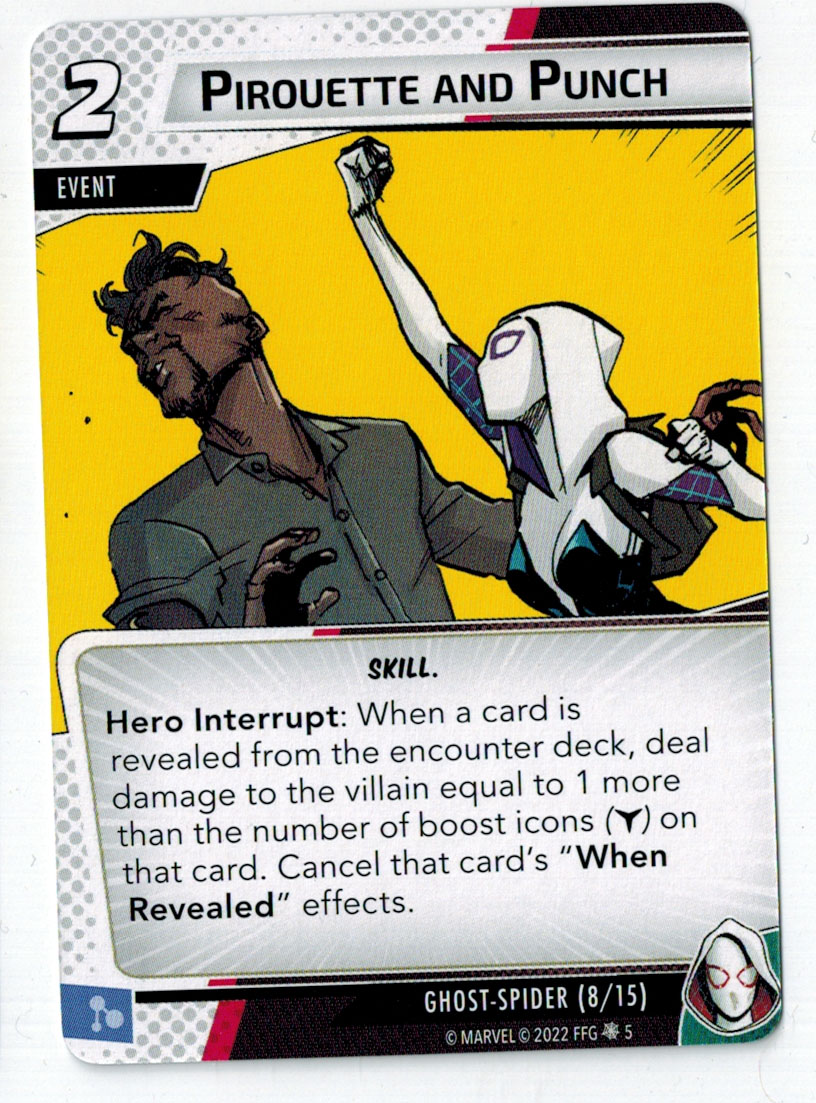 2
PIROUETTE AND PUNCH
EVENT
SKILL.
Hero Interrupt: When a card is
revealed from the encounter deck, deal
damage to the villain equal to 1 more
than the number of boost icons () on
that card. Cancel that card's "When
Revealed" effects.
GHOST-SPIDER (8/15)
© MARVEL © 2022 FFG 5